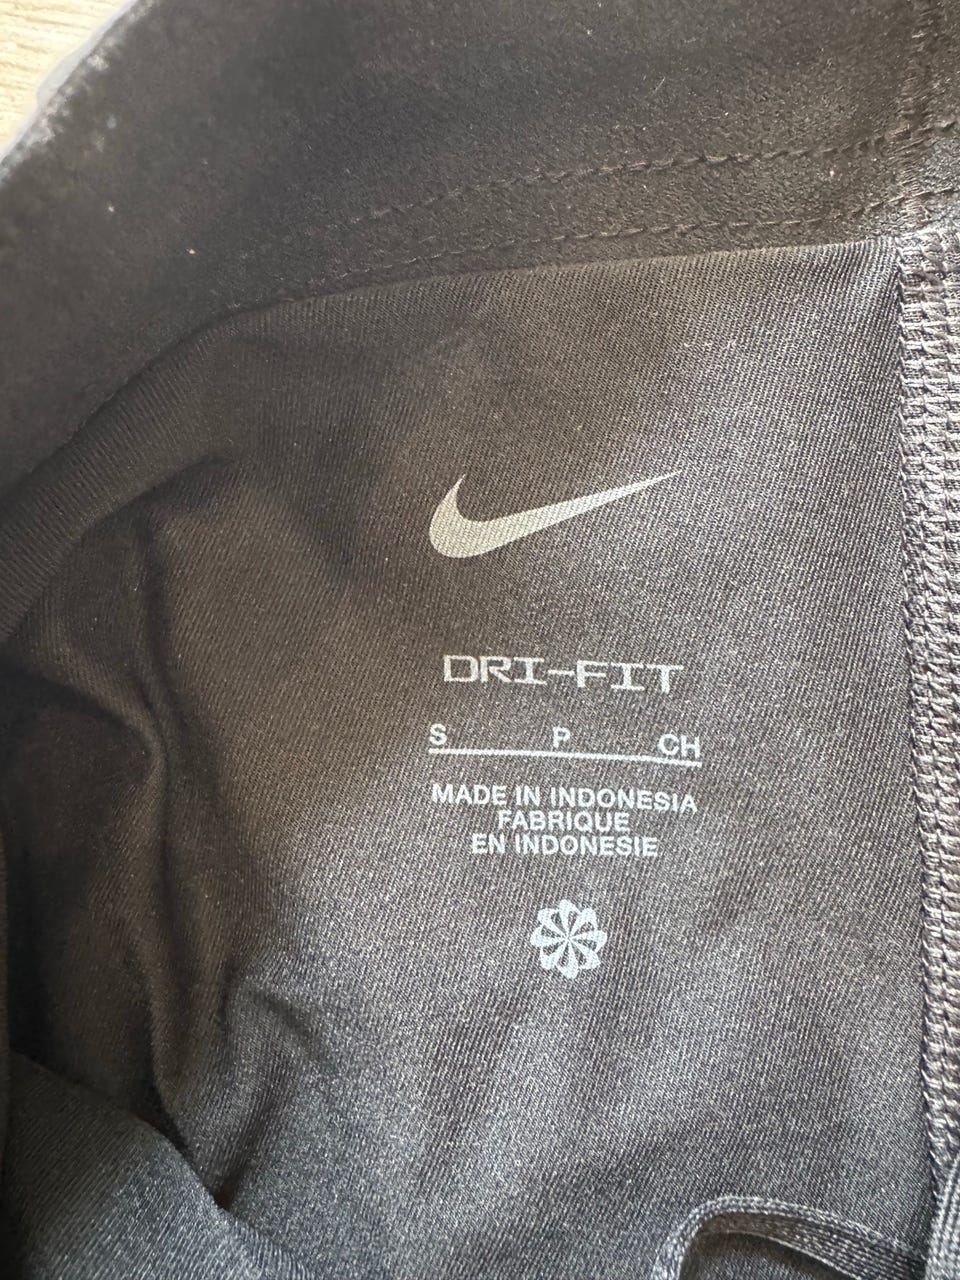 DRI-FIT
S P CH
MADE IN INDONESIA
FABRIQUE
EN INDONESIE